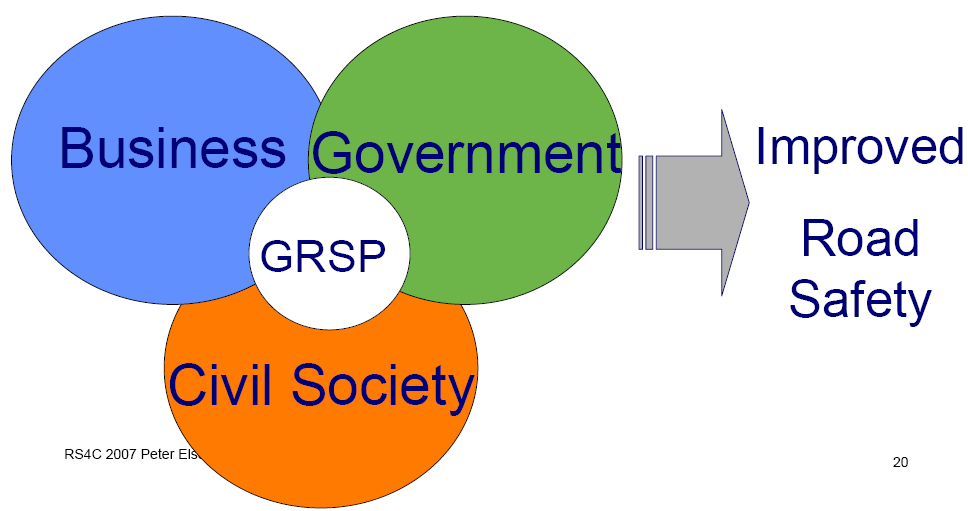 Business
Government
GRSP
Civil Society
Improved
Road
Safety
RS4C 2007 Peter
20